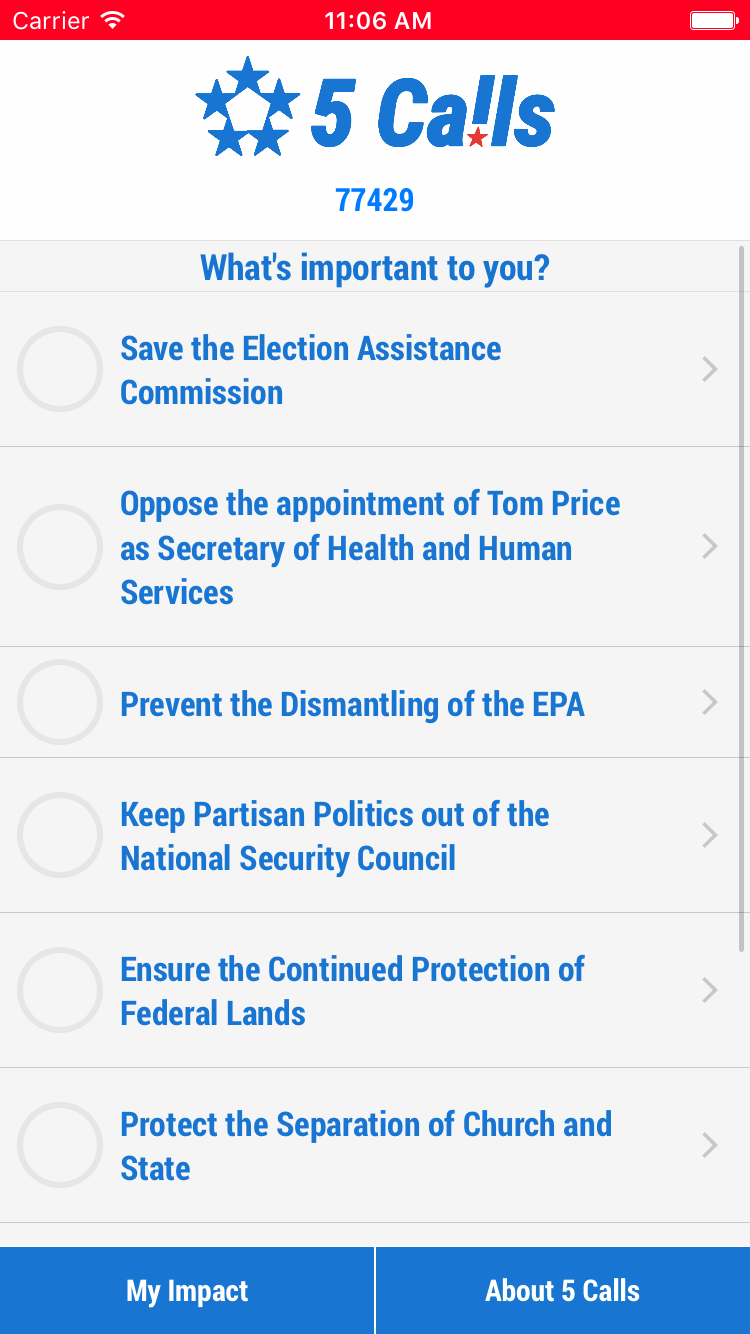 Carrier 11:06 AM
5 Calls
77429
What's important to you?
Save the Election Assistance
Commission
Oppose the appointment of Tom Price
as Secretary of Health and Human
Services
Prevent the Dismantling of the EPA
Keep Partisan Politics out of the
National Security Council
Ensure the Continued Protection of
Federal Lands
Protect the Separation of Church and
State
My Impact About 5 Calls